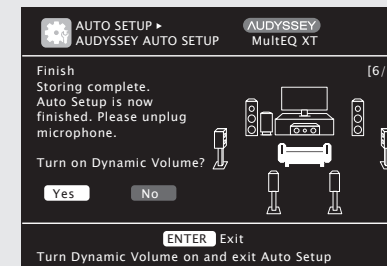 AUTO SETUP ▸
AUDYSSEY AUTO SETUP
AUDYSSEY
MultEQ XT
Finish
[6/
Storing complete.
Auto Setup is now
finished. Please unplug
microphone.
Turn on Dynamic Volume?
Yes
No
ENTER Exit
Turn Dynamic Volume on and exit Auto Setup